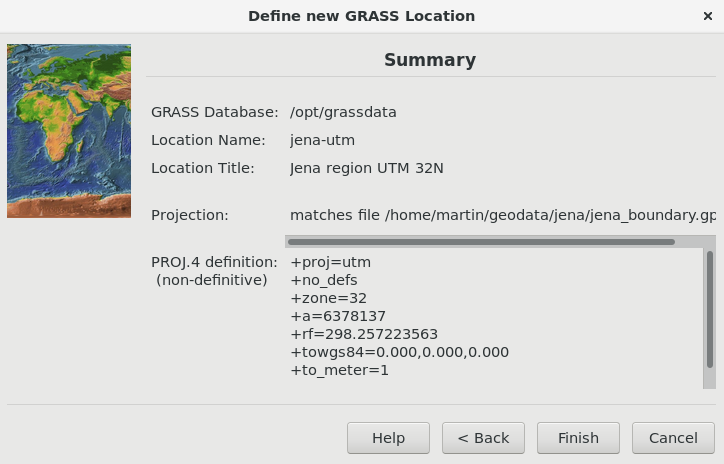 Define new GRASS Location
Summary
GRASS Database: /opt/grassdata
Location Name: jena-utm
Location Title: Jena region UTM 32N
Projection: matches file /home/martin/geodata/jena/jena_boundary.gp
PROJ.4 definition: +proj=utm
(non-definitive) +no_defs
+zone=32
+a=6378137
+rf=298.257223563
+towgs84=0.000,0.000,0.000
+to_meter=1
Help < Back Finish Cancel